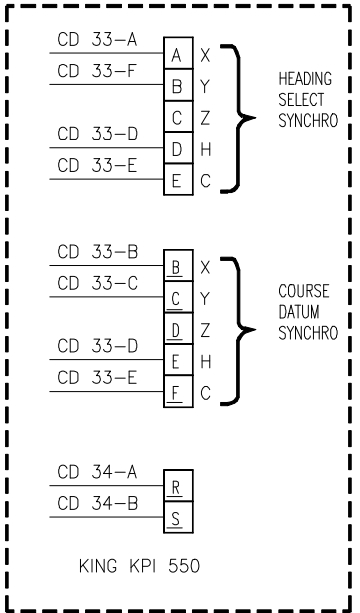 CD 33-A A X
CD 33-F B Y
C Z
CD 33-D D H
CD 33-E E C
HEADING
SELECT
SYNCHRO
CD 33-B B X
CD 33-C C Y
D Z
CD 33-D E H
CD 33-E F C
COURSE
DATUM
SYNCHRO
CD 34-A R
CD 34-B S
KING KPI 550